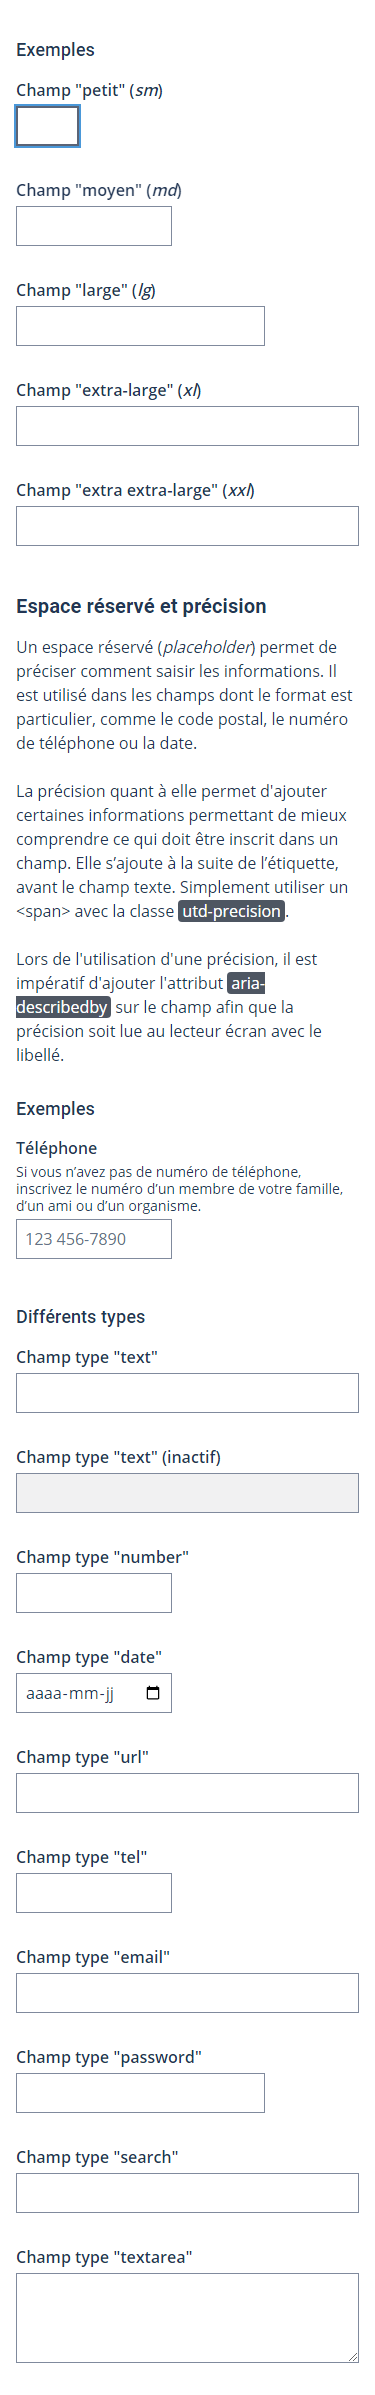 Exemples
Champ "petit" (sm)
Champ "moyen" (md)
Champ "large" (lg)
Champ "extra-large" (xl)
Champ "extra extra-large" (xxl)
Espace réservé et précision
Un espace réservé (placeholder) permet de
préciser comment saisir les informations. Il
est utilisé dans les champs dont le format est
particulier, comme le code postal, le numéro
de téléphone ou la date.
La précision quant à elle permet d'ajouter
certaines informations permettant de mieux
comprendre ce qui doit être inscrit dans un
champ. Elle s’ajoute à la suite de l’étiquette,
avant le champ texte. Simplement utiliser un
<span> avec la classe utd-precision.
Lors de l'utilisation d'une précision, il est
impératif d'ajouter l'attribut aria-
describedby sur le champ afin que la
précision soit lue au lecteur écran avec le
libellé.
Exemples
Téléphone
Si vous n’avez pas de numéro de téléphone,
inscrivez le numéro d’un membre de votre famille,
d’un ami ou d’un organisme.
123 456-7890
Différents types
Champ type "text"
Champ type "text" (inactif)
Champ type "number"
Champ type "date"
aaaa-mm-jj
Champ type "url"
Champ type "tel"
Champ type "email"
Champ type "password"
Champ type "search"
Champ type "textarea"